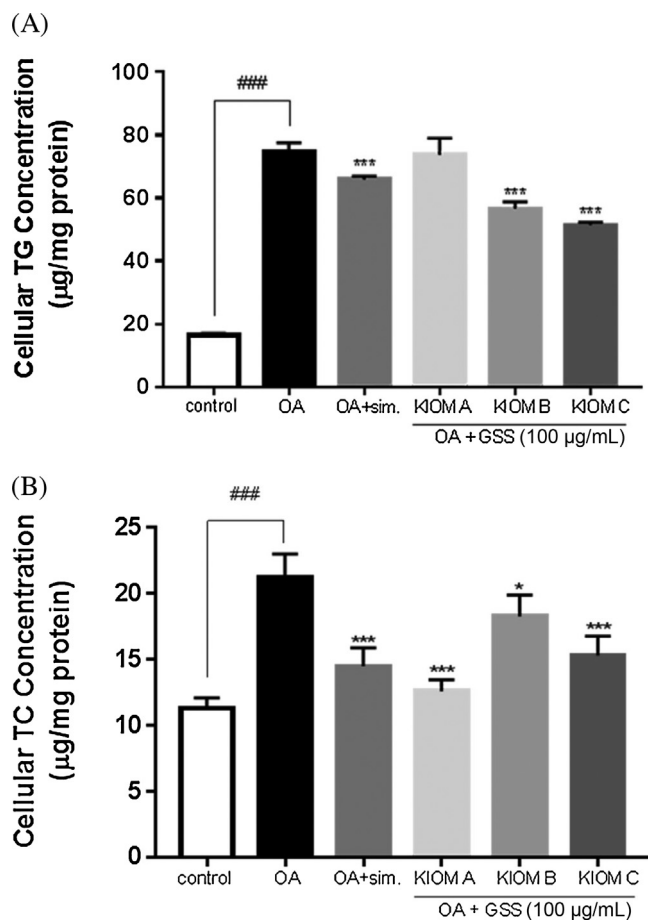 (A)
Cellular TG Concentration
(µg/mg protein)
100
80
60
40
20
0
###
***
***
***
control OA OA+sim. KIOM A KIOM B KIOM C
OA + GSS (100 µg/mL)
(B)
Cellular TC Concentration
(µg/mg protein)
25
20
15
10
5
0
###
***
***
*
***
control OA OA+sim. KIOM A KIOM B KIOM C
OA + GSS (100 µg/mL)